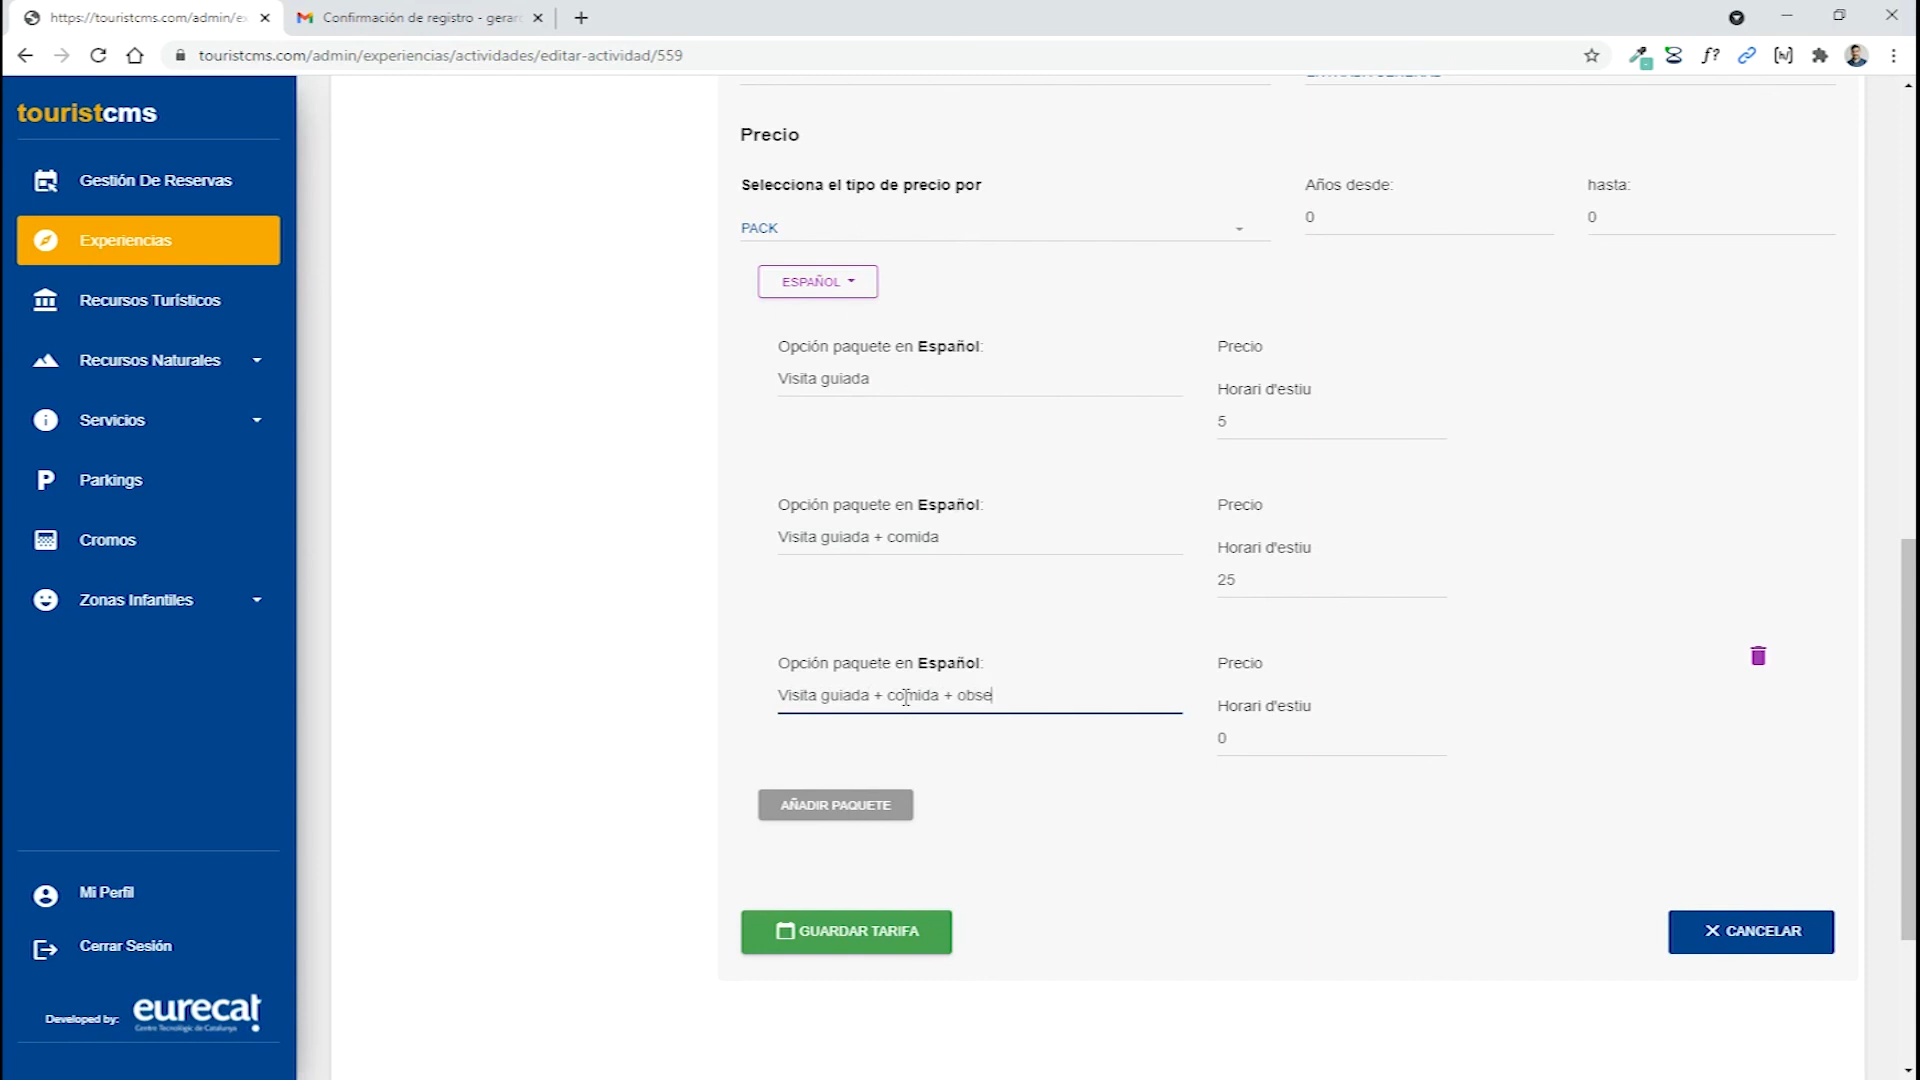 https://touristcms.com/admin/e
Confirmación de registro - gerar
touristcms.com/admin/experiencias/actividades/editar-actividad/559
f?
touristcms
Gestión De Reservas
Experiencias
Recursos Turísticos
Recursos Naturales
Servicios
Parkings
Cromos
Zonas Infantiles
Mi Perfil
Cerrar Sesión
Developed by:
eurecat
Centre Tecnològic de Catalunya
Precio
Selecciona el tipo de precio por
Años desde:
hasta:
PACK
0
0
ESPAÑOL
Opción paquete en Español:
Precio
Visita guiada
Horari d'estiu
5
Opción paquete en Español:
Precio
Visita guiada + comida
Horari d'estiu
25
Opción paquete en Español:
Precio
Visita guiada + comida + obse
Horari d'estiu
0
AÑADIR PAQUETE
GUARDAR TARIFA
CANCELAR